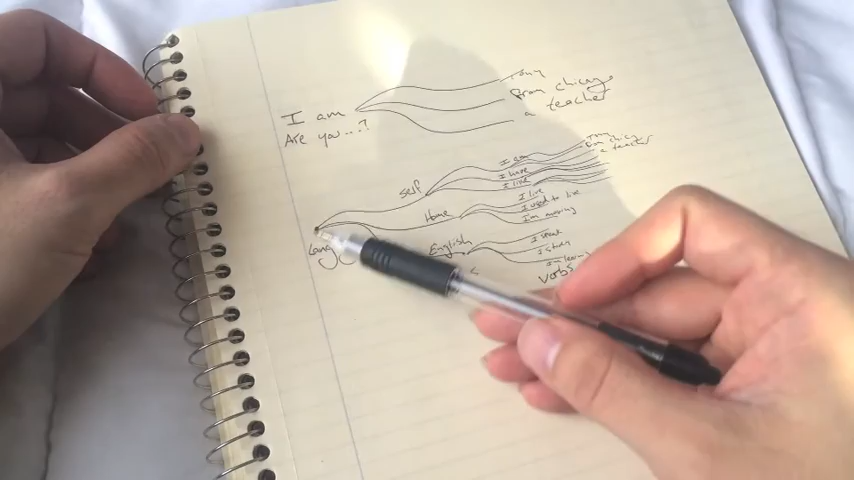 I am
Are you...?
Tony
from chicago
a teacher
self
I am
I have
I live
Tony
from chicago
a teacher
Home
I live
I used to live
I'm moving
English
I speak
I study
I'm learning
verbs